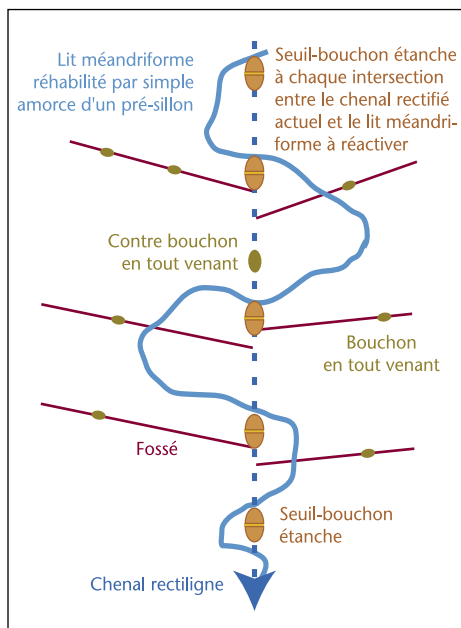 Lit méandriforme
réhabilité par simple
amorce d'un pré-sillon
Seuil-bouchon étanche
à chaque intersection
entre le chenal rectifié
actuel et le lit méandri-
forme à réactiver
Contre bouchon
en tout venant
Bouchon
en tout venant
Fossé
Seuil-bouchon
étanche
Chenal rectiligne